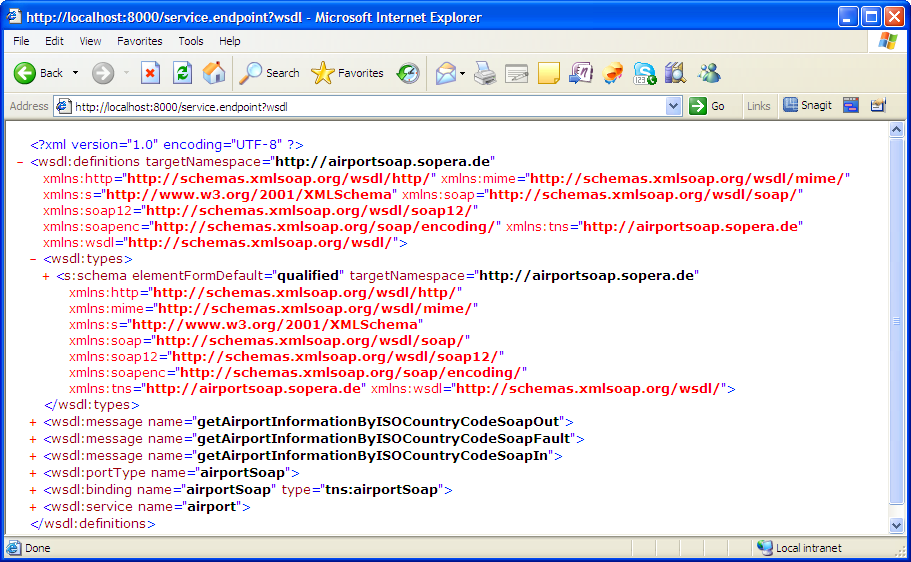 http://localhost:8000/service.endpoint?wsdl - Microsoft Internet Explorer
File Edit View Favorites Tools Help
Back Search Favorites 123
Address http://localhost:8000/service.endpoint?wsdl Go Links Snagit
<?xml version="1.0" encoding="UTF-8" ?>
- <wsdl:definitions targetNamespace="http://airportsoap.sopera.de"
xmlns:http="http://schemas.xmlsoap.org/wsdl/http/" xmlns:mime="http://schemas.xmlsoap.org/wsdl/mime/"
xmlns:s="http://www.w3.org/2001/XMLSchema" xmlns:soap="http://schemas.xmlsoap.org/wsdl/soap/"
xmlns:soap12="http://schemas.xmlsoap.org/wsdl/soap12/"
xmlns:soapenc="http://schemas.xmlsoap.org/soap/encoding/" xmlns:tns="http://airportsoap.sopera.de"
xmlns:wsdl="http://schemas.xmlsoap.org/wsdl/">
- <wsdl:types>
+ <s:schema elementFormDefault="qualified" targetNamespace="http://airportsoap.sopera.de"
xmlns:http="http://schemas.xmlsoap.org/wsdl/http/"
xmlns:mime="http://schemas.xmlsoap.org/wsdl/mime/"
xmlns:s="http://www.w3.org/2001/XMLSchema"
xmlns:soap="http://schemas.xmlsoap.org/wsdl/soap/"
xmlns:soap12="http://schemas.xmlsoap.org/wsdl/soap12/"
xmlns:soapenc="http://schemas.xmlsoap.org/soap/encoding/"
xmlns:tns="http://airportsoap.sopera.de" xmlns:wsdl="http://schemas.xmlsoap.org/wsdl/">
</wsdl:types>
+ <wsdl:message name="getAirportInformationByISOCountryCodeSoapOut">
+ <wsdl:message name="getAirportInformationByISOCountryCodeSoapFault">
+ <wsdl:message name="getAirportInformationByISOCountryCodeSoapIn">
+ <wsdl:portType name="airportSoap">
+ <wsdl:binding name="airportSoap" type="tns:airportSoap">
+ <wsdl:service name="airport">
</wsdl:definitions>
Done Local intranet